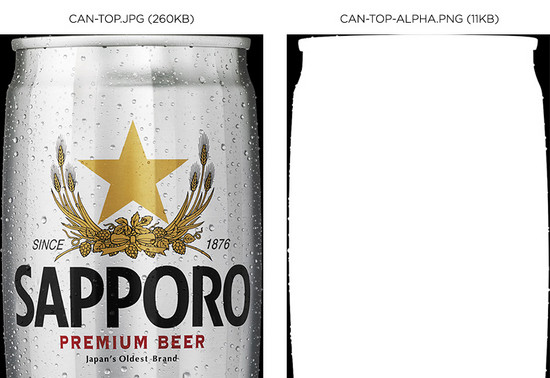 CAN-TOP.JPG (260KB)
CAN-TOP-ALPHA.PNG (11KB)
SINCE 1876
SAPPORO
PREMIUM BEER
Japan's Oldest Brand